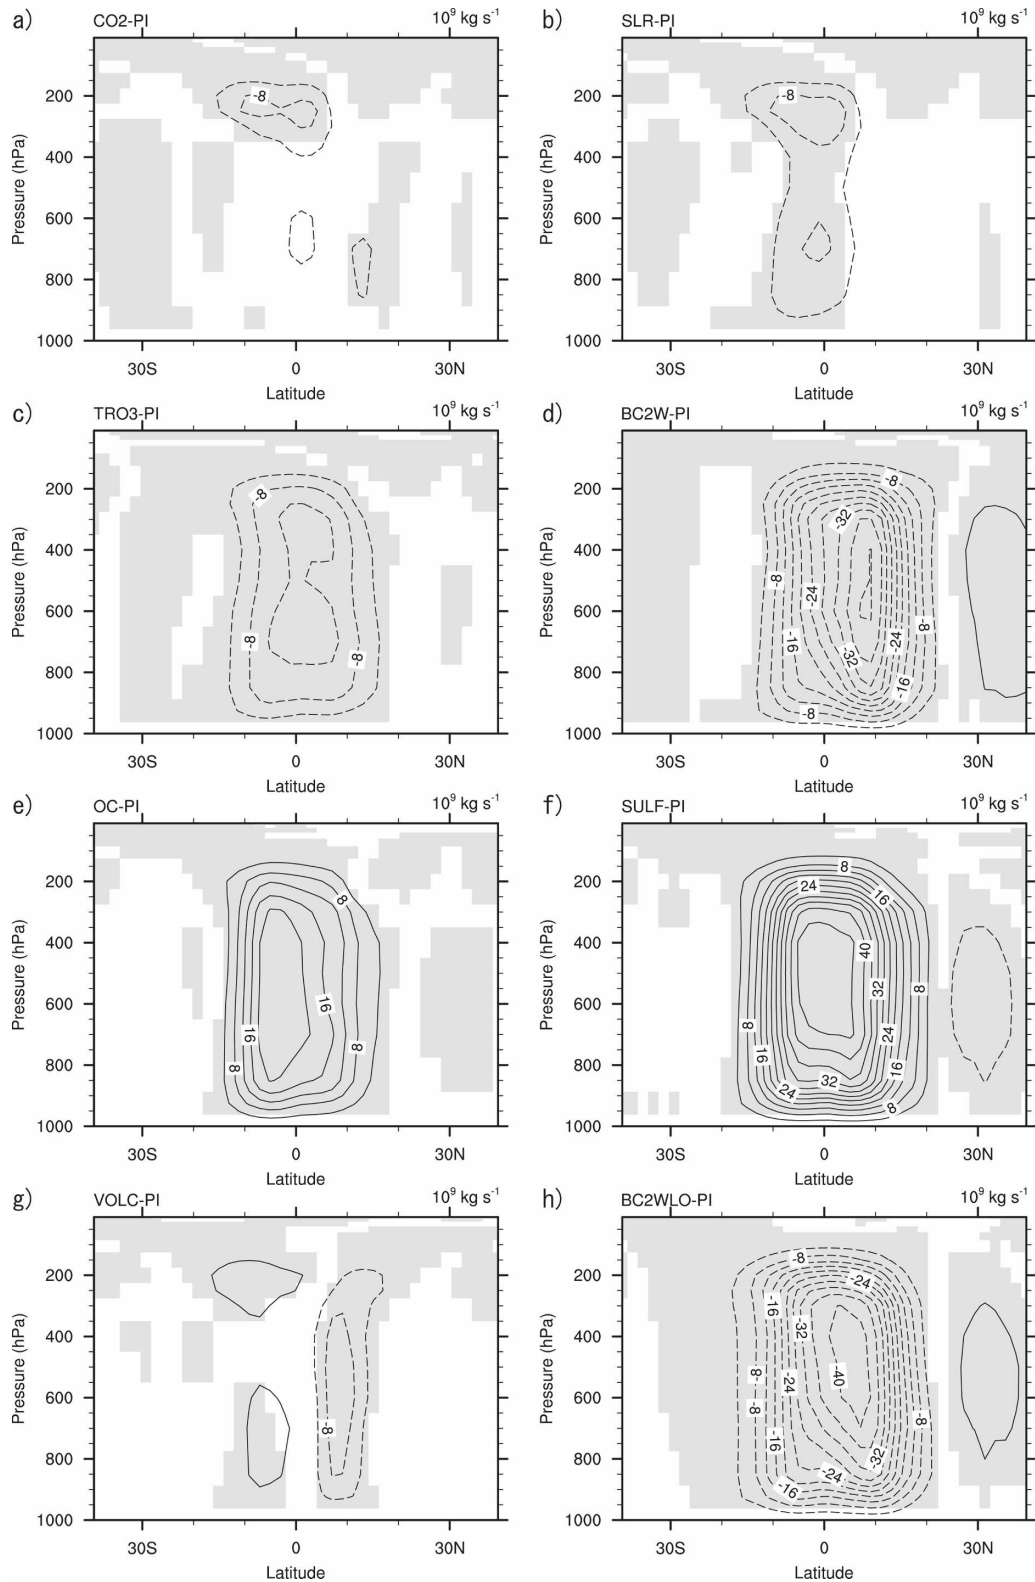 a) CO2-PI 10⁹ kg s⁻¹
b) SLR-PI 10⁹ kg s⁻¹
200
400
600
800
1000
Pressure (hPa)
-8
30S 0 30N
Latitude
200
400
600
800
1000
Pressure (hPa)
-8
30S 0 30N
Latitude
c) TRO3-PI 10⁹ kg s⁻¹
d) BC2W-PI 10⁹ kg s⁻¹
200
400
600
800
1000
Pressure (hPa)
-8
-8
-8
30S 0 30N
Latitude
200
400
600
800
1000
Pressure (hPa)
-8
-32
-8
-24
-8
-16
-24
-32
-16
-8
30S 0 30N
Latitude
e) OC-PI 10⁹ kg s⁻¹
f) SULF-PI 10⁹ kg s⁻¹
200
400
600
800
1000
Pressure (hPa)
8
16
16
8
8
30S 0 30N
Latitude
200
400
600
800
1000
Pressure (hPa)
8
24
16
40
32
8
8
24
16
16
32
24
8
30S 0 30N
Latitude
g) VOLC-PI 10⁹ kg s⁻¹
h) BC2WLO-PI 10⁹ kg s⁻¹
200
400
600
800
1000
Pressure (hPa)
-8
30S 0 30N
Latitude
200
400
600
800
1000
Pressure (hPa)
-8
-24
-16
-32
-8
-24
-40
-8
-8
-16
-32
-24
-16
30S 0 30N
Latitude